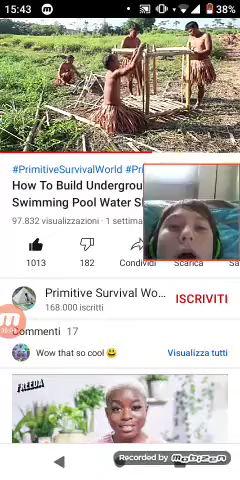 15:43
38%
#PrimitiveSurvivalWorld #Pri
How To Build Undergrou
Swimming Pool Water Sl
97.832 visualizzazioni · 1 settima
1013
182
Condividi
Scarica
Sa
Primitive Survival Wo...
ISCRIVITI
168.000 iscritti
Commenti 17
Wow that so cool 😃
Visualizza tutti
FREEDA
Recorded by MOBIZEN